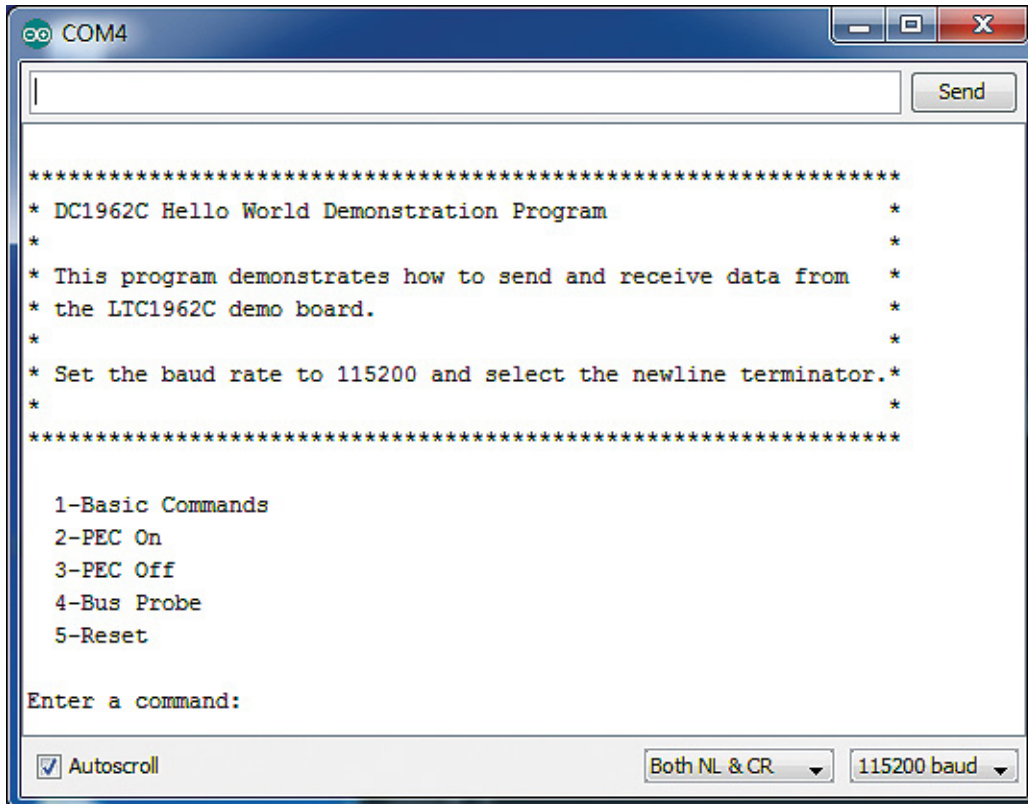 COM4
Send
*****************************************************************
* DC1962C Hello World Demonstration Program *
* *
* This program demonstrates how to send and receive data from *
* the LTC1962C demo board. *
* *
* Set the baud rate to 115200 and select the newline terminator.*
* *
*****************************************************************
1-Basic Commands
2-PEC On
3-PEC Off
4-Bus Probe
5-Reset
Enter a command:
Autoscroll
Both NL & CR
115200 baud